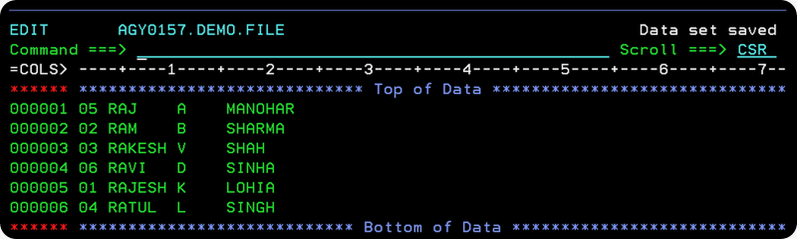 EDIT       AGY0157.DEMO.FILE                                    Data set saved
Command ===>                                                  Scroll ===> CSR
=COLS> ----+----1----+----2----+----3----+----4----+----5----+----6----+----7--
****** ***************************** Top of Data ******************************
000001 05 RAJ    A    MANOHAR
000002 02 RAM    B    SHARMA
000003 03 RAKESH V    SHAH
000004 06 RAVI   D    SINHA
000005 01 RAJESH K    LOHIA
000006 04 RATUL  L    SINGH
****** **************************** Bottom of Data ****************************